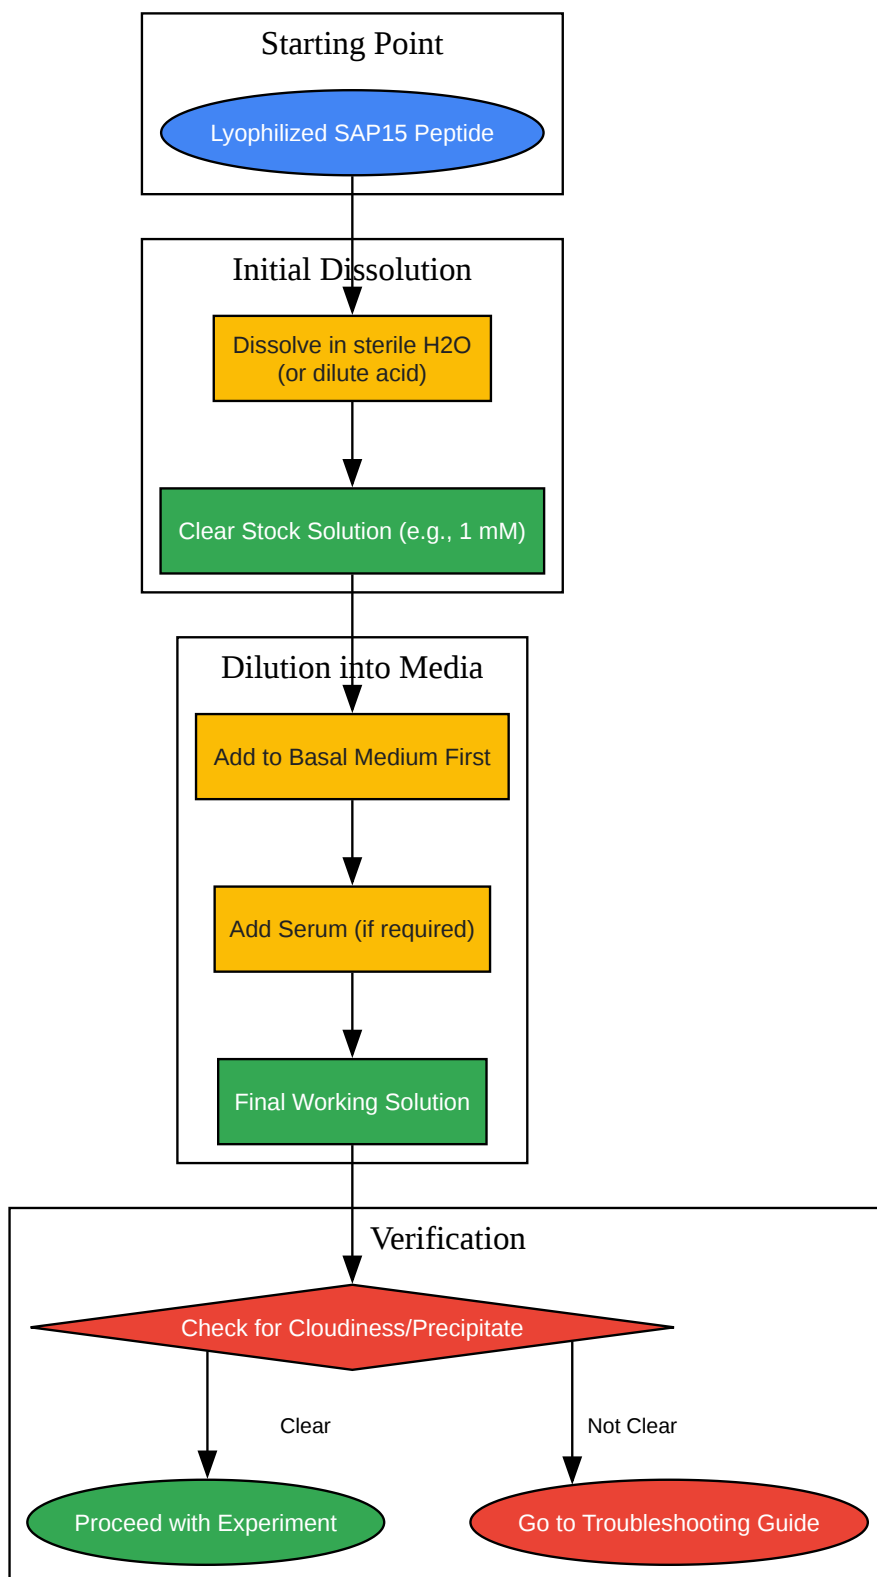 Starting Point
Lyophilized SAP15 Peptide
Initial Dissolution
Dissolve in sterile H2O
(or dilute acid)
Clear Stock Solution (e.g., 1 mM)
Dilution into Media
Add to Basal Medium First
Add Serum (if required)
Final Working Solution
Verification
Check for Cloudiness/Precipitate
Clear
Not Clear
Proceed with Experiment
Go to Troubleshooting Guide